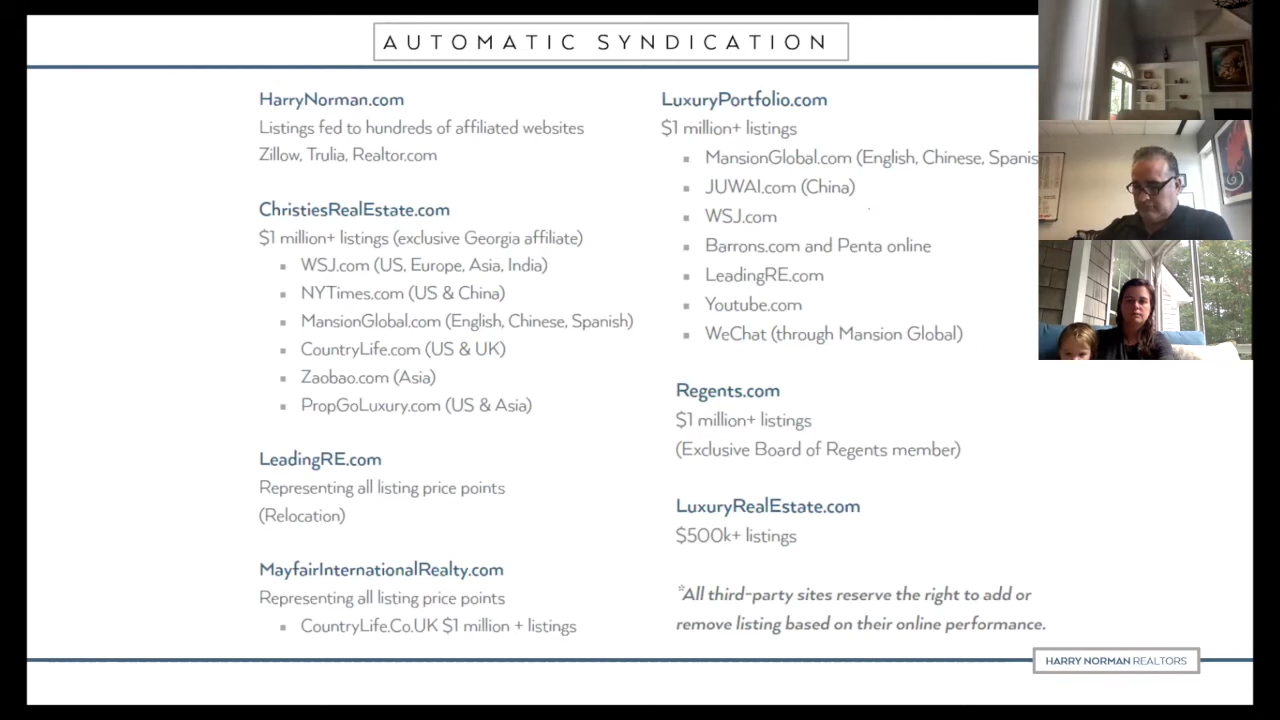 AUTOMATIC SYNDICATION
HarryNorman.com
Listings fed to hundreds of affiliated websites
Zillow, Trulia, Realtor.com
ChristiesRealEstate.com
$1 million+ listings (exclusive Georgia affiliate)
▪ WSJ.com (US, Europe, Asia, India)
▪ NYTimes.com (US & China)
▪ MansionGlobal.com (English, Chinese, Spanish)
▪ CountryLife.com (US & UK)
▪ Zaobao.com (Asia)
▪ PropGoLuxury.com (US & Asia)
LeadingRE.com
Representing all listing price points
(Relocation)
MayfairInternationalRealty.com
Representing all listing price points
▪ CountryLife.Co.UK $1 million + listings
LuxuryPortfolio.com
$1 million+ listings
▪ MansionGlobal.com (English, Chinese, Spanis
▪ JUWAI.com (China)
▪ WSJ.com
▪ Barrons.com and Penta online
▪ LeadingRE.com
▪ Youtube.com
▪ WeChat (through Mansion Global)
Regents.com
$1 million+ listings
(Exclusive Board of Regents member)
LuxuryRealEstate.com
$500k+ listings
*All third-party sites reserve the right to add or
remove listing based on their online performance.
HARRY NORMAN REALTORS